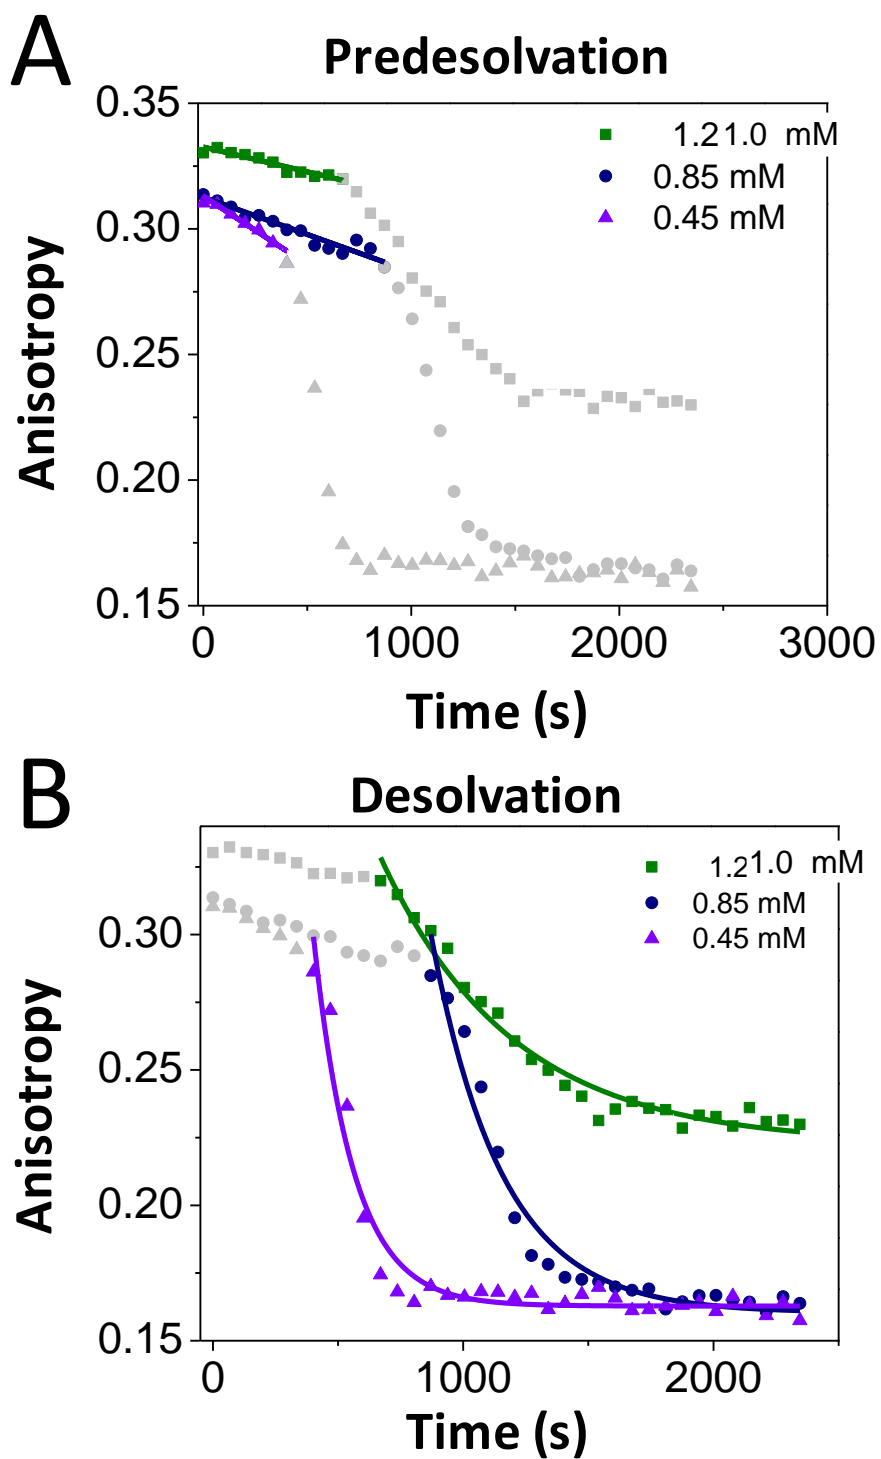 A
Predesolvation
0.35
0.30
0.25
0.20
0.15
Anisotropy
1.21.0 mM
0.85 mM
0.45 mM
0
1000
2000
3000
Time (s)
B
Desolvation
0.30
0.25
0.20
0.15
Anisotropy
1.21.0 mM
0.85 mM
0.45 mM
0
1000
2000
Time (s)